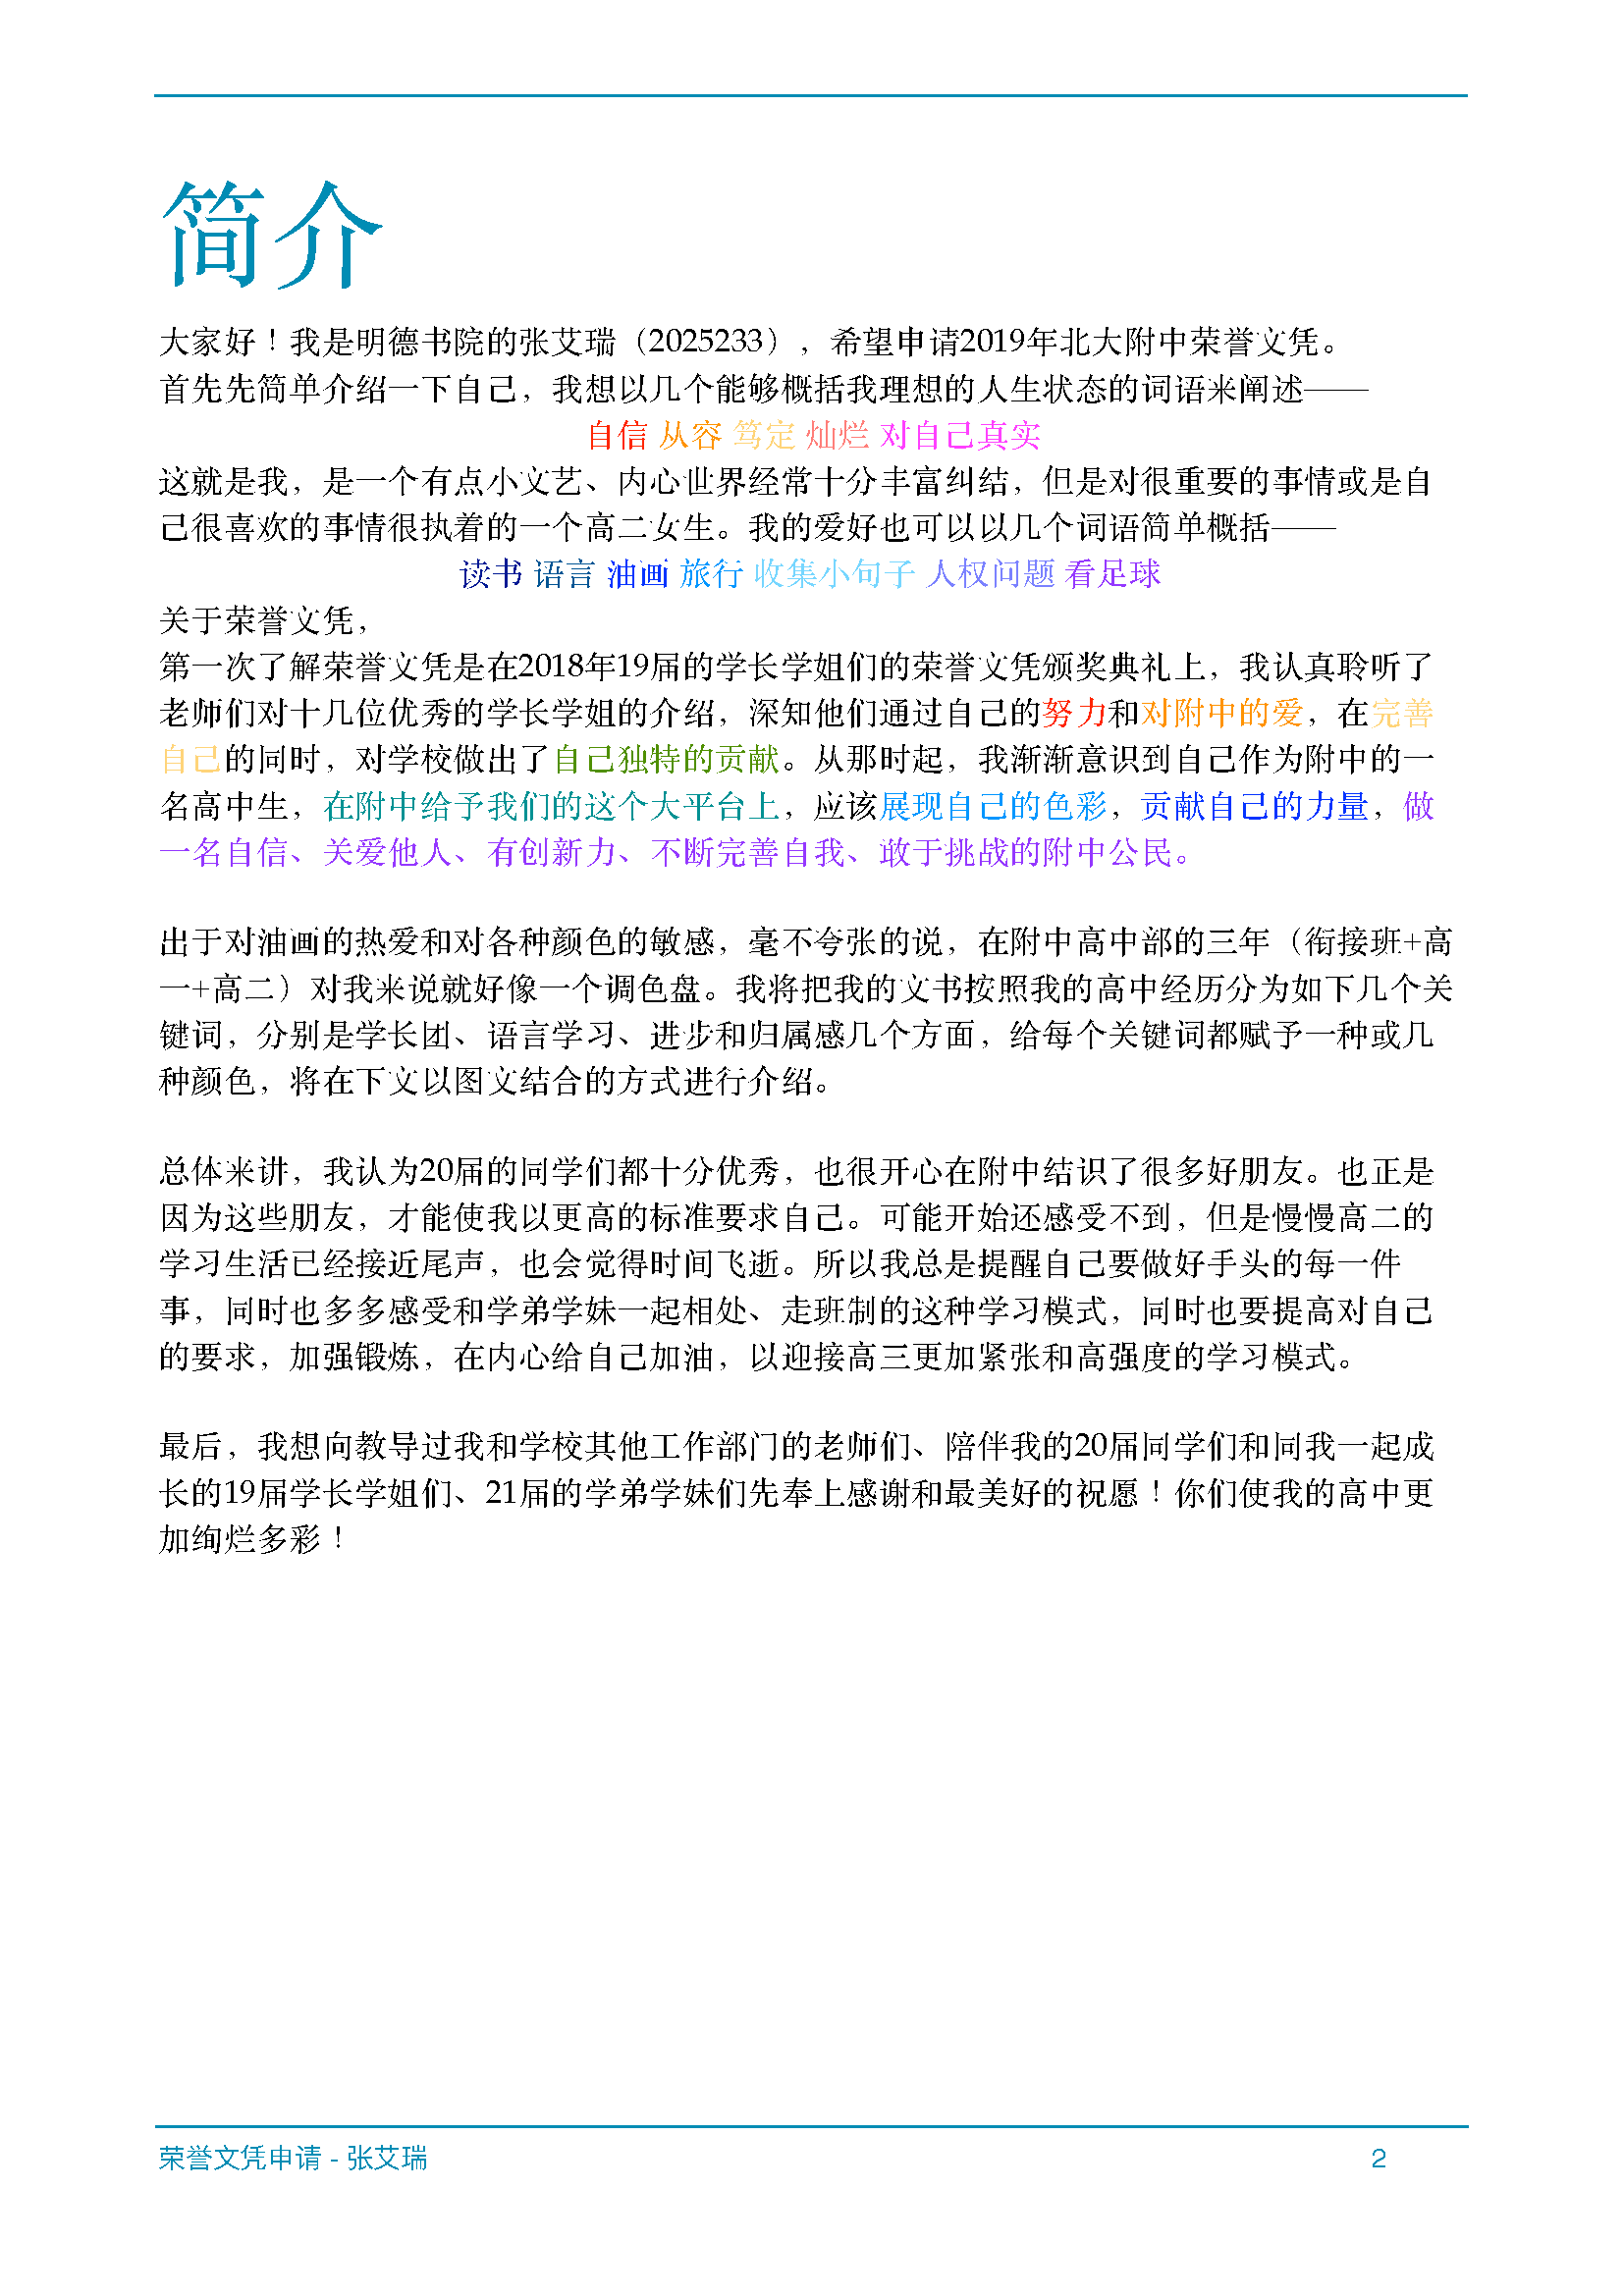 简介
大家好！我是明德书院的张艾瑞（2025233），希望申请2019年北大附中荣誉文凭。
首先先简单介绍一下自己，我想以几个能够概括我理想的人生状态的词语来阐述——
自信 从容 笃定 灿烂 对自己真实
这就是我，是一个有点小文艺、内心世界经常十分丰富纠结，但是对很重要的事情或是自
己很喜欢的事情很执着的一个高二女生。我的爱好也可以以几个词语简单概括——
读书 语言 油画 旅行 收集小句子 人权问题 看足球
关于荣誉文凭，
第一次了解荣誉文凭是在2018年19届的学长学姐们的荣誉文凭颁奖典礼上，我认真聆听了
老师们对十几位优秀的学长学姐的介绍，深知他们通过自己的努力和对附中的爱，在完善
自己的同时，对学校做出了自己独特的贡献。从那时起，我渐渐意识到自己作为附中的一
名高中生，在附中给予我们的这个大平台上，应该展现自己的色彩，贡献自己的力量，做
一名自信、关爱他人、有创新力、不断完善自我、敢于挑战的附中公民。
出于对油画的热爱和对各种颜色的敏感，毫不夸张的说，在附中高中部的三年（衔接班+高
一+高二）对我来说就好像一个调色盘。我将把我的文书按照我的高中经历分为如下几个关
键词，分别是学长团、语言学习、进步和归属感几个方面，给每个关键词都赋予一种或几
种颜色，将在下文以图文结合的方式进行介绍。
总体来讲，我认为20届的同学们都十分优秀，也很开心在附中结识了很多好朋友。也正是
因为这些朋友，才能使我以更高的标准要求自己。可能开始还感受不到，但是慢慢高二的
学习生活已经接近尾声，也会觉得时间飞逝。所以我总是提醒自己要做好手头的每一件
事，同时也多多感受和学弟学妹一起相处、走班制的这种学习模式，同时也要提高对自己
的要求，加强锻炼，在内心给自己加油，以迎接高三更加紧张和高强度的学习模式。
最后，我想向教导过我和学校其他工作部门的老师们、陪伴我的20届同学们和同我一起成
长的19届学长学姐们、21届的学弟学妹们先奉上感谢和最美好的祝愿！你们使我的高中更
加绚烂多彩！
荣誉文凭申请 - 张艾瑞 2